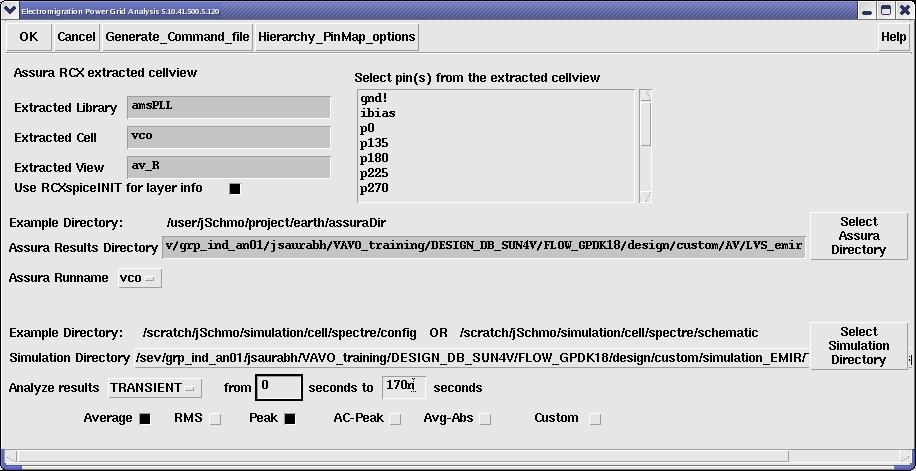 Electromigration Power Grid Analysis 5.10.41.500.5.120
OK Cancel Generate_Command_file Hierarchy_PinMap_options Help
Assura RCX extracted cellview
Extracted Library amsPLL
Extracted Cell vco
Extracted View av_R
Use RCXspiceINIT for layer info
Select pin(s) from the extracted cellview
gnd!
ibias
p0
p135
p180
p225
p270
Example Directory: /user/jSchmo/project/earth/assuraDir
Assura Results Directory v/grp_ind_an01/jsaurabh/VAVO_training/DESIGN_DB_SUN4V/FLOW_GPDK18/design/custom/AV/LVS_emir
Select
Assura
Directory
Assura Runname vco
Example Directory: /scratch/jSchmo/simulation/cell/spectre/config OR /scratch/jSchmo/simulation/cell/spectre/schematic
Simulation Directory /sev/grp_ind_an01/jsaurabh/VAVO_training/DESIGN_DB_SUN4V/FLOW_GPDK18/design/custom/simulation_EMIR/
Select
Simulation
Directory
Analyze results TRANSIENT from 0 seconds to 170n seconds
Average RMS Peak AC-Peak Avg-Abs Custom